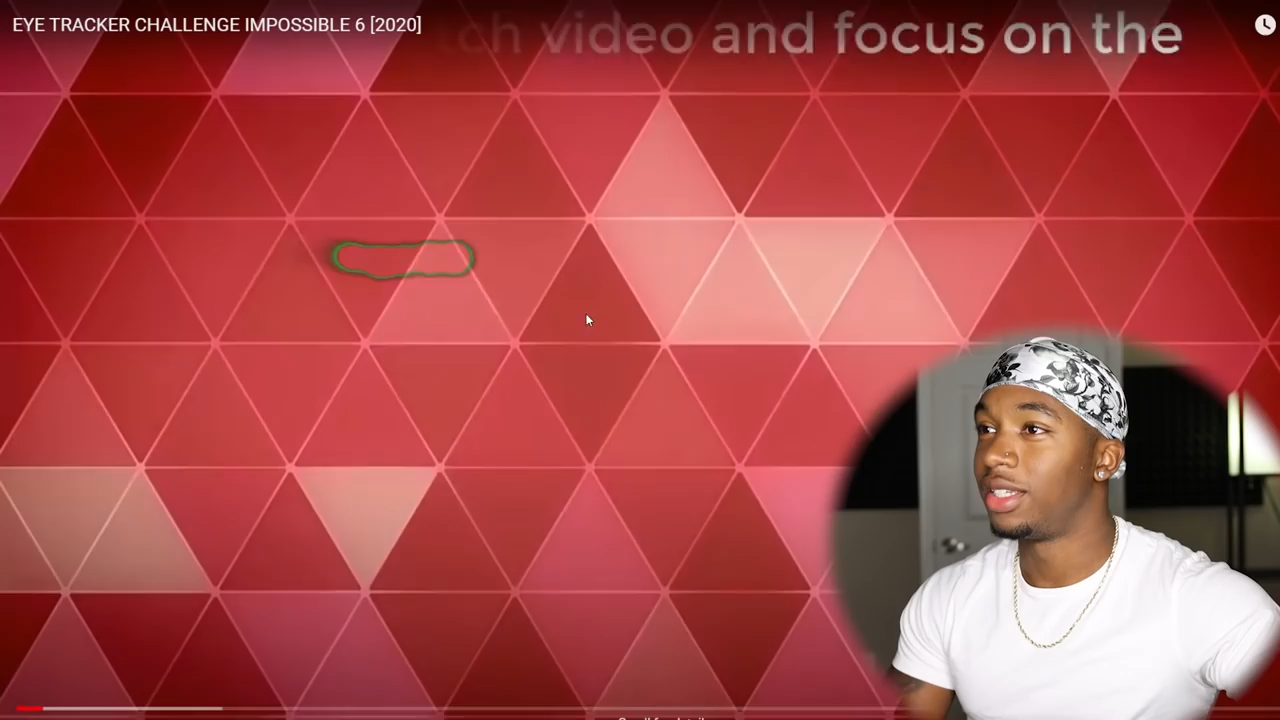 EYE TRACKER CHALLENGE IMPOSSIBLE 6 [2020]
video and focus on the